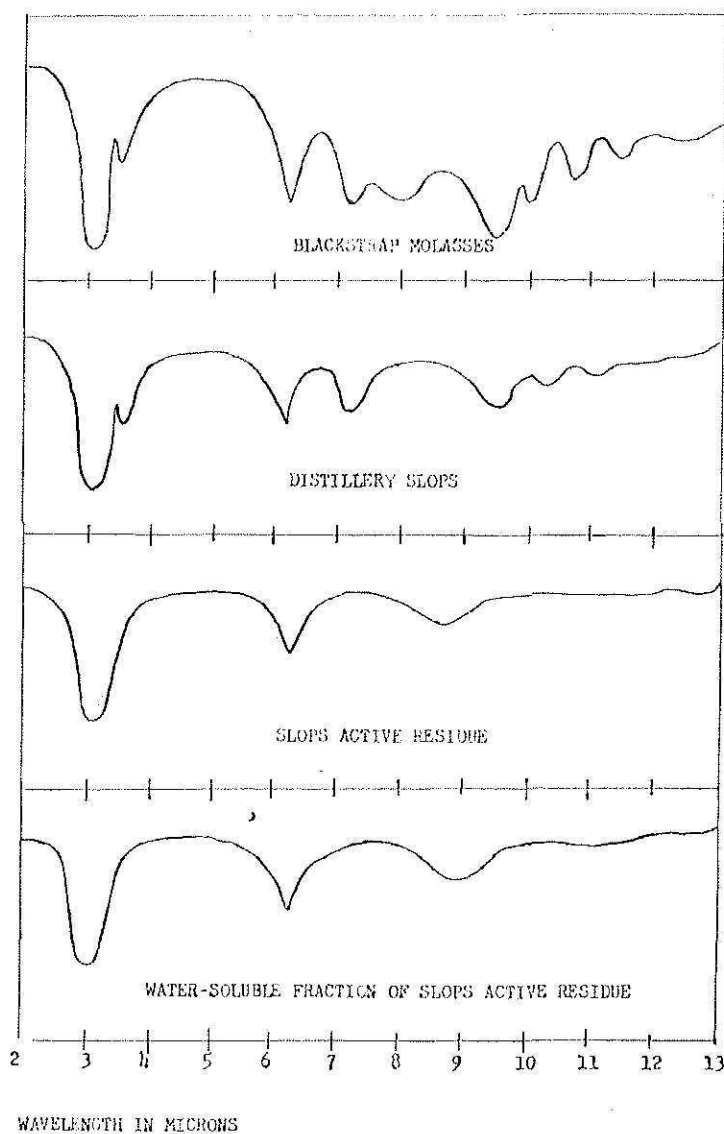 BLACKSTRAP MOLASSES
DISTILLERY SLOPS
SLOPS ACTIVE RESIDUE
WATER-SOLUBLE FRACTION OF SLOPS ACTIVE RESIDUE
2 3 4 5 6 7 8 9 10 11 12 13
WAVELENGTH IN MICRONS